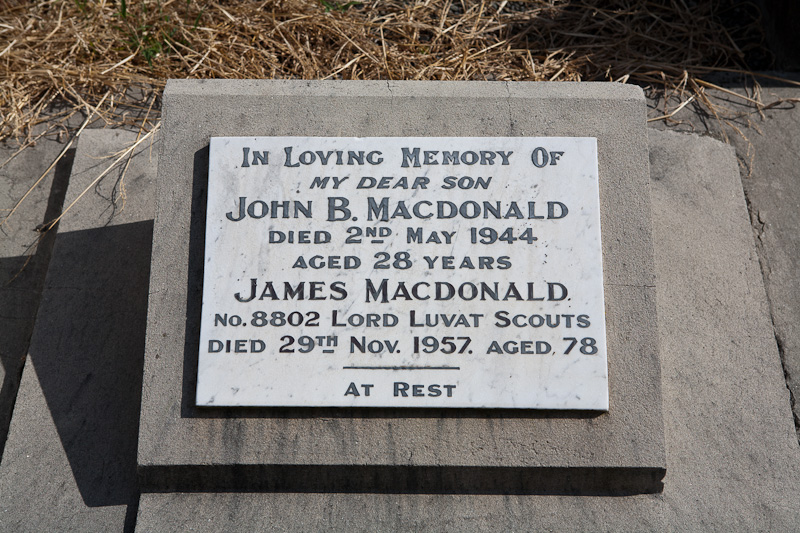 IN LOVING MEMORY OF
MY DEAR SON
JOHN B. MACDONALD
DIED 2ND MAY 1944
AGED 28 YEARS
JAMES MACDONALD.
NO. 8802 LORD LUVAT SCOUTS
DIED 29TH NOV. 1957. AGED, 78
AT REST